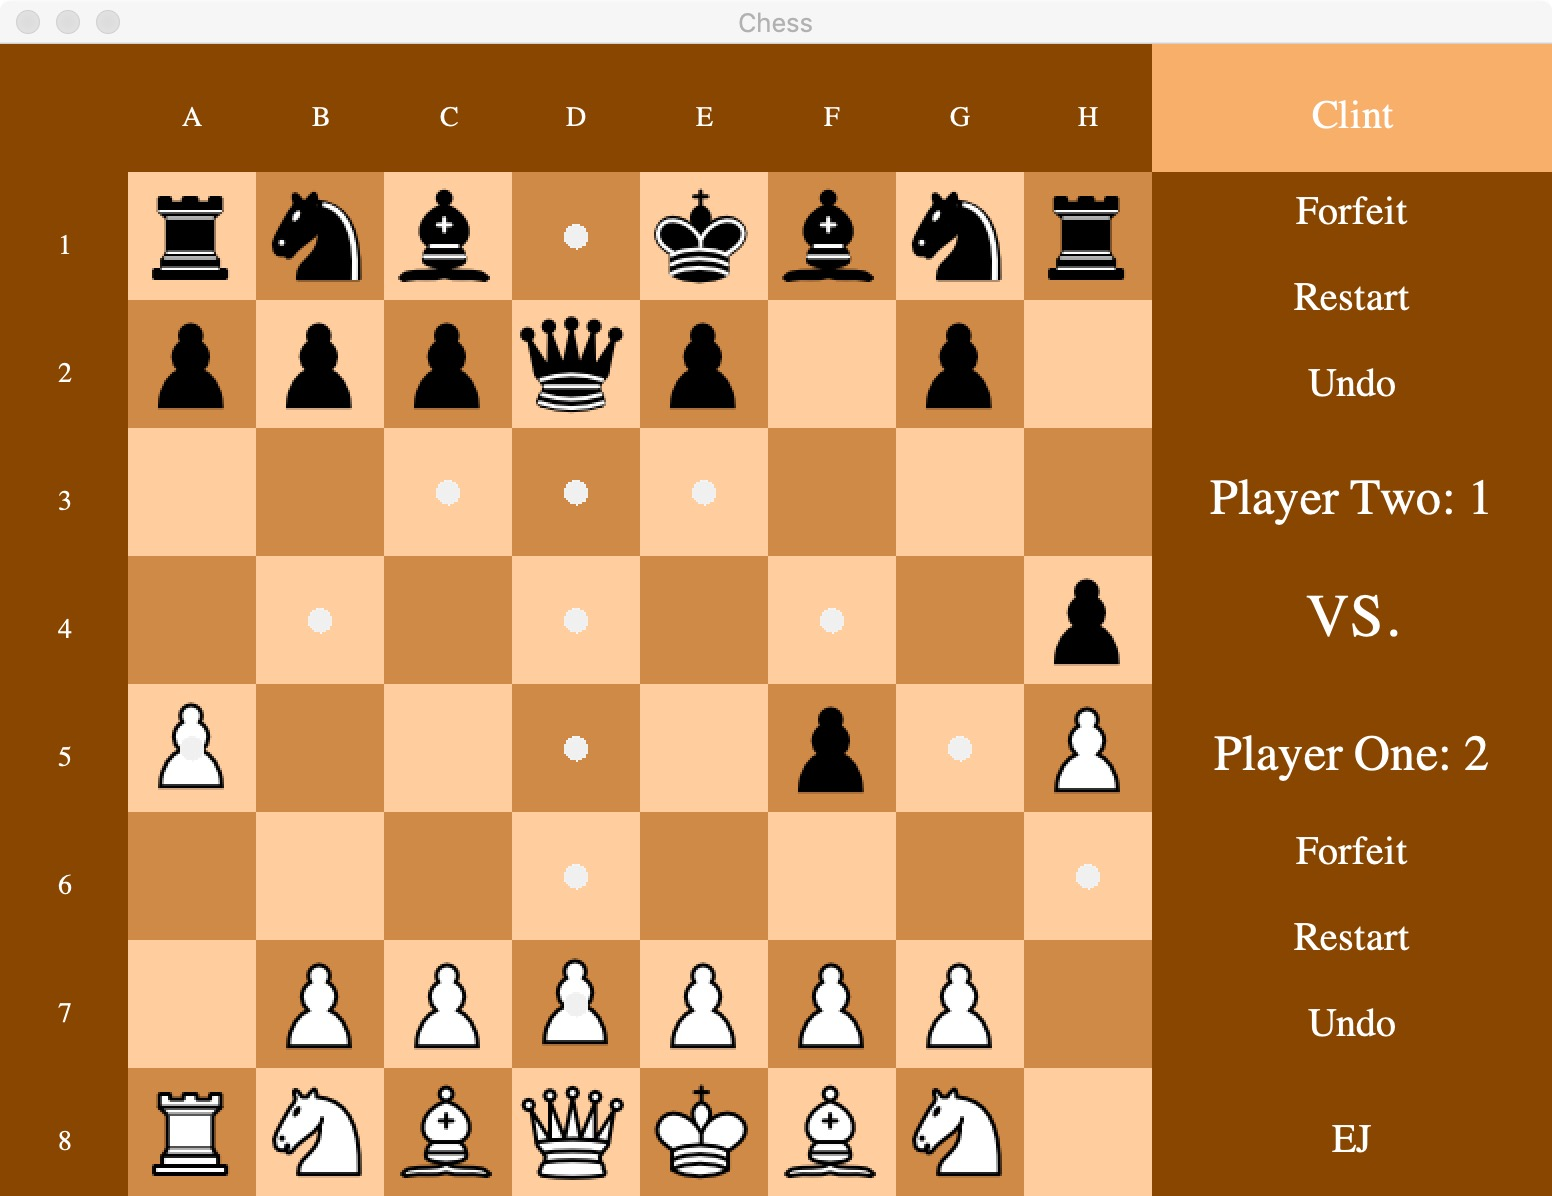 Chess
A B C D E F G H
Clint
1
Forfeit
Restart
2
Undo
3
Player Two: 1
4
VS.
5
Player One: 2
6
Forfeit
Restart
7
Undo
8
EJ